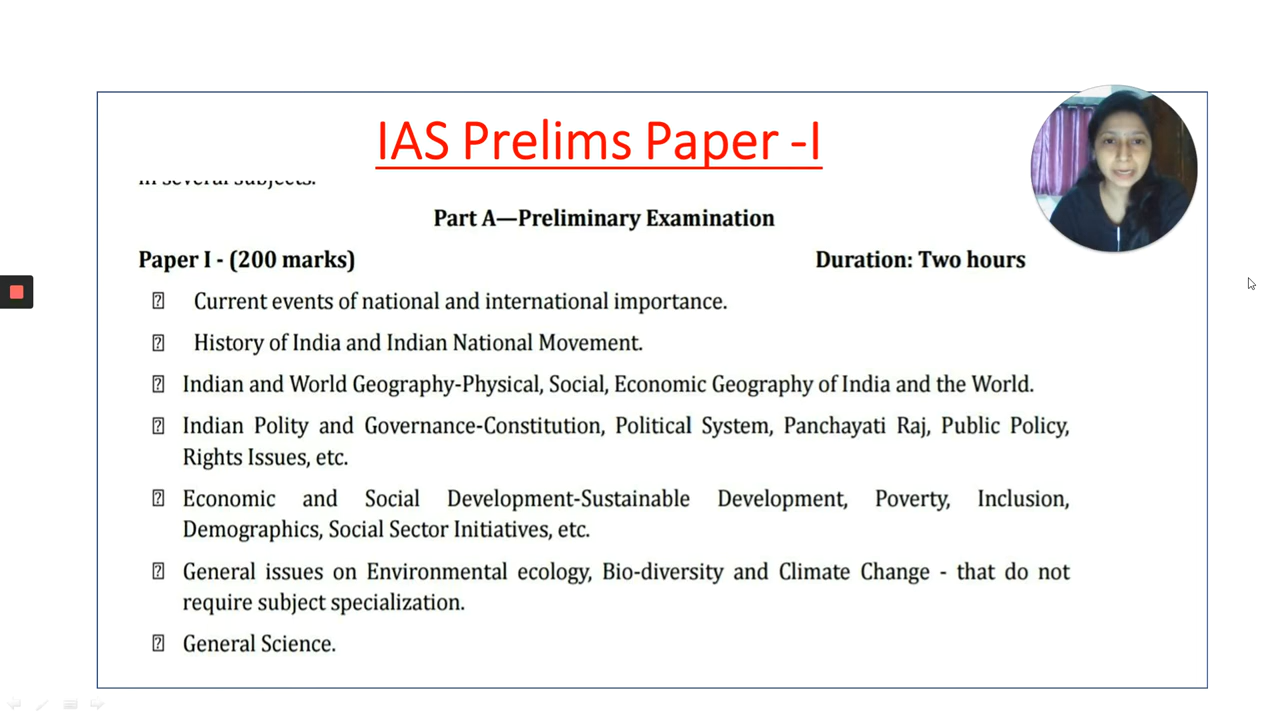 IAS Prelims Paper -I
in several subjects.
Part A—Preliminary Examination
Paper I - (200 marks) Duration: Two hours
Current events of national and international importance.
History of India and Indian National Movement.
Indian and World Geography-Physical, Social, Economic Geography of India and the World.
Indian Polity and Governance-Constitution, Political System, Panchayati Raj, Public Policy,
Rights Issues, etc.
Economic and Social Development-Sustainable Development, Poverty, Inclusion,
Demographics, Social Sector Initiatives, etc.
General issues on Environmental ecology, Bio-diversity and Climate Change - that do not
require subject specialization.
General Science.